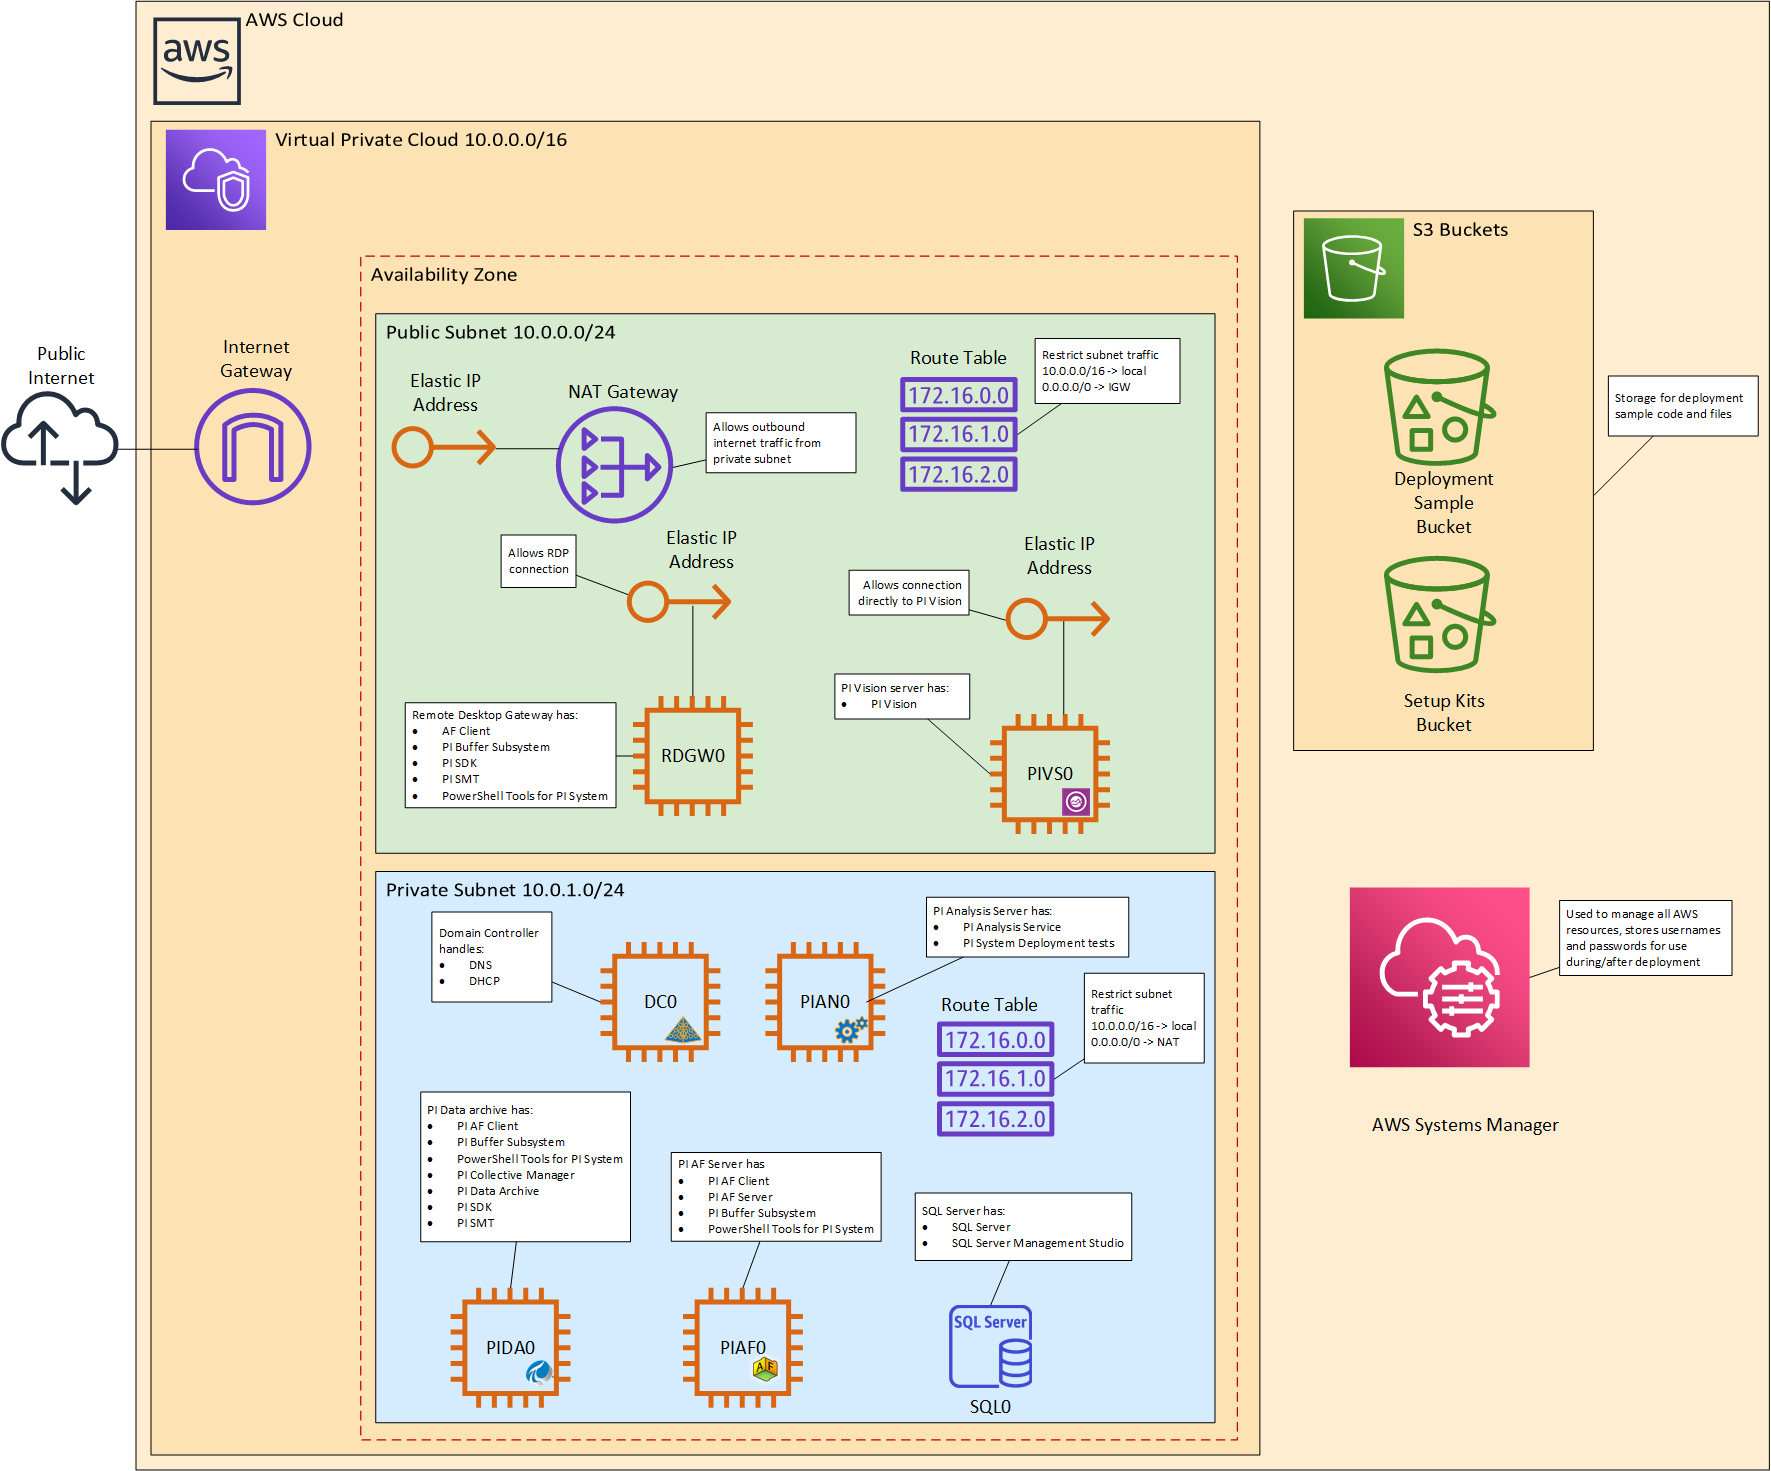 AWS Cloud
aws
Virtual Private Cloud 10.0.0.0/16
Availability Zone
Public
Internet
Internet
Gateway
Public Subnet 10.0.0.0/24
Elastic IP
Address
NAT Gateway
Allows outbound
internet traffic from
private subnet
Route Table
172.16.0.0
172.16.1.0
172.16.2.0
Restrict subnet traffic
10.0.0.0/16 -> local
0.0.0.0/0 -> IGW
Allows RDP
connection
Elastic IP
Address
Allows connection
directly to PI Vision
Elastic IP
Address
Remote Desktop Gateway has:
• AF Client
• PI Buffer Subsystem
• PI SDK
• PI SMT
• PowerShell Tools for PI System
RDGW0
PI Vision server has:
• PI Vision
PIVS0
Private Subnet 10.0.1.0/24
Domain Controller
handles:
• DNS
• DHCP
DC0
PIAN0
PI Analysis Server has:
• PI Analysis Service
• PI System Deployment tests
Route Table
172.16.0.0
172.16.1.0
172.16.2.0
Restrict subnet
traffic
10.0.0.0/16 -> local
0.0.0.0/0 -> NAT
PI Data archive has:
• PI AF Client
• PI Buffer Subsystem
• PowerShell Tools for PI System
• PI Collective Manager
• PI Data Archive
• PI SDK
• PI SMT
PIDA0
PI AF Server has
• PI AF Client
• PI AF Server
• PI Buffer Subsystem
• PowerShell Tools for PI System
PIAF0
AF
SQL Server has:
• SQL Server
• SQL Server Management Studio
SQL Server
SQL0
S3 Buckets
Deployment
Sample
Bucket
Setup Kits
Bucket
Storage for deployment
sample code and files
Used to manage all AWS
resources, stores usernames
and passwords for use
during/after deployment
AWS Systems Manager